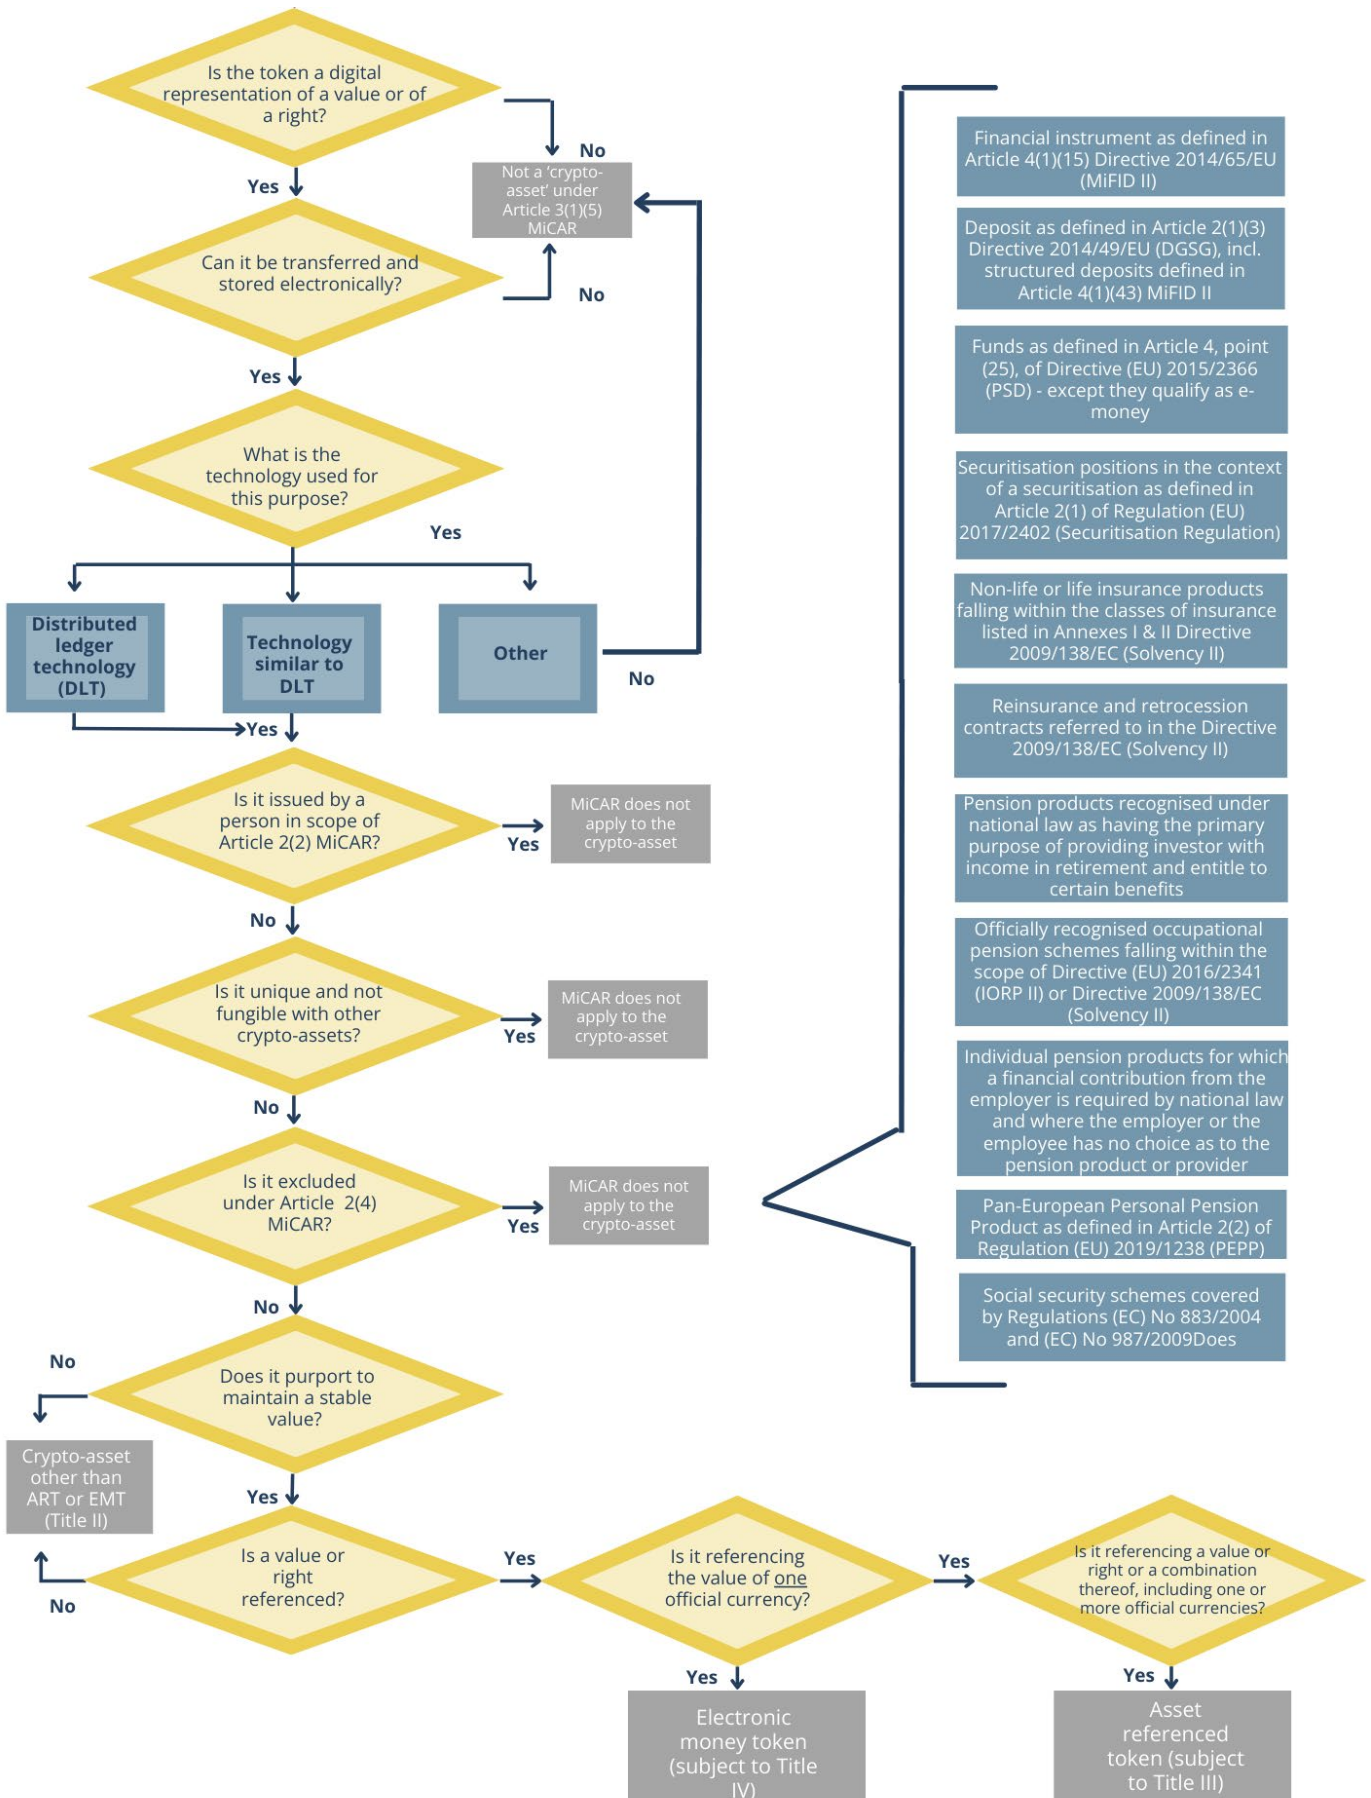 Is the token a digital
representation of a value or of
a right?
No
Not a ‘crypto-
asset’ under
Article 3(1)(5)
MiCAR
Yes
Can it be transferred and
stored electronically?
No
Yes
What is the
technology used for
this purpose?
Yes
Distributed
ledger
technology
(DLT)
Technology
similar to
DLT
Other
No
Yes
Is it issued by a
person in scope of
Article 2(2) MiCAR?
Yes
MiCAR does not
apply to the
crypto-asset
No
Is it unique and not
fungible with other
crypto-assets?
Yes
MiCAR does not
apply to the
crypto-asset
No
Is it excluded
under Article 2(4)
MiCAR?
Yes
MiCAR does not
apply to the
crypto-asset
Financial instrument as defined in
Article 4(1)(15) Directive 2014/65/EU
(MiFID II)
Deposit as defined in Article 2(1)(3)
Directive 2014/49/EU (DGSG), incl.
structured deposits defined in
Article 4(1)(43) MiFID II
Funds as defined in Article 4, point
(25), of Directive (EU) 2015/2366
(PSD) - except they qualify as e-
money
Securitisation positions in the context
of a securitisation as defined in
Article 2(1) of Regulation (EU)
2017/2402 (Securitisation Regulation)
Non-life or life insurance products
falling within the classes of insurance
listed in Annexes I & II Directive
2009/138/EC (Solvency II)
Reinsurance and retrocession
contracts referred to in the Directive
2009/138/EC (Solvency II)
Pension products recognised under
national law as having the primary
purpose of providing investor with
income in retirement and entitle to
certain benefits
Officially recognised occupational
pension schemes falling within the
scope of Directive (EU) 2016/2341
(IORP II) or Directive 2009/138/EC
(Solvency II)
Individual pension products for which
a financial contribution from the
employer is required by national law
and where the employer or the
employee has no choice as to the
pension product or provider
Pan-European Personal Pension
Product as defined in Article 2(2) of
Regulation (EU) 2019/1238 (PEPP)
Social security schemes covered
by Regulations (EC) No 883/2004
and (EC) No 987/2009Does
No
Does it purport to
maintain a stable
value?
No
Crypto-asset
other than
ART or EMT
(Title II)
Yes
Is a value or
right
referenced?
No
Yes
Is it referencing
the value of one
official currency?
Yes
Is it referencing a value or
right or a combination
thereof, including one or
more official currencies?
Yes
Electronic
money token
(subject to Title
IV)
Yes
Asset
referenced
token (subject
to Title III)